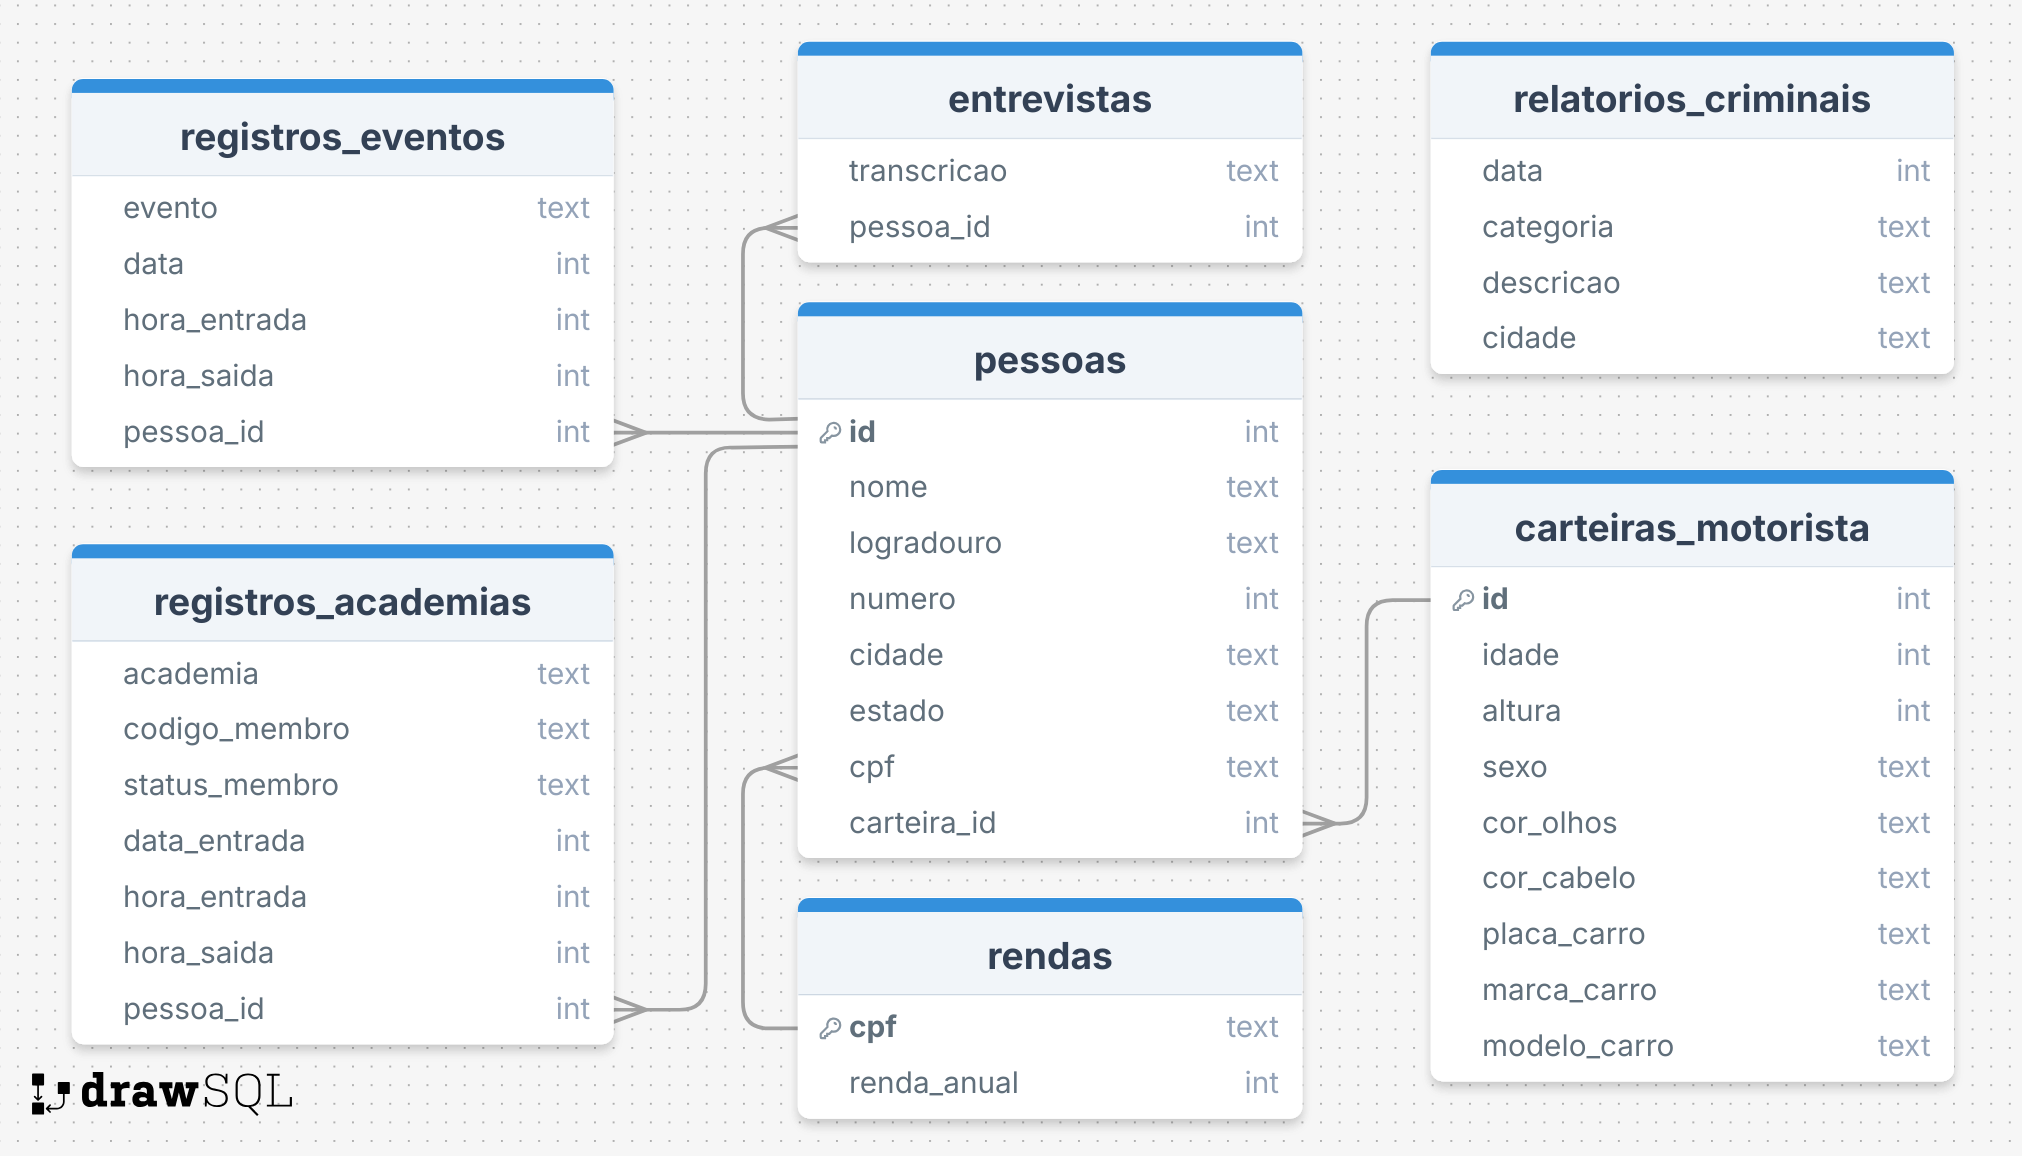 registros_eventos
evento text
data int
hora_entrada int
hora_saida int
pessoa_id int
registros_academias
academia text
codigo_membro text
status_membro text
data_entrada int
hora_entrada int
hora_saida int
pessoa_id int
entrevistas
transcricao text
pessoa_id int
pessoas
id int
nome text
logradouro text
numero int
cidade text
estado text
cpf text
carteira_id int
rendas
cpf text
renda_anual int
relatorios_criminais
data int
categoria text
descricao text
cidade text
carteiras_motorista
id int
idade int
altura int
sexo text
cor_olhos text
cor_cabelo text
placa_carro text
marca_carro text
modelo_carro text
drawSQL